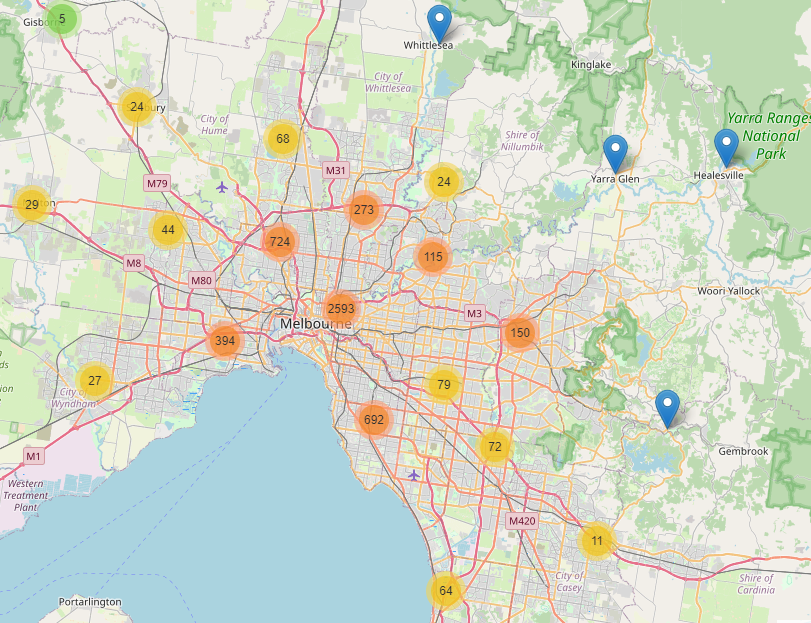 Gisbor
5
Whittlesea
Kinglake
24
bury
City of
Whittlesea
City of
Hume
68
Shire of
Nillumbik
Yarra Ranges
National
Park
M31
M79
24
Yarra Glen
Healesville
29
ton
273
44
724
M8
115
M80
Woori Yallock
2593
M3
Melbourne
150
394
27
City of
Wyndham
79
692
72
Gembrook
M1
Western
Treatment
Plant
M420
11
City of
Casey
Shire of
Cardinia
64
Portarlington